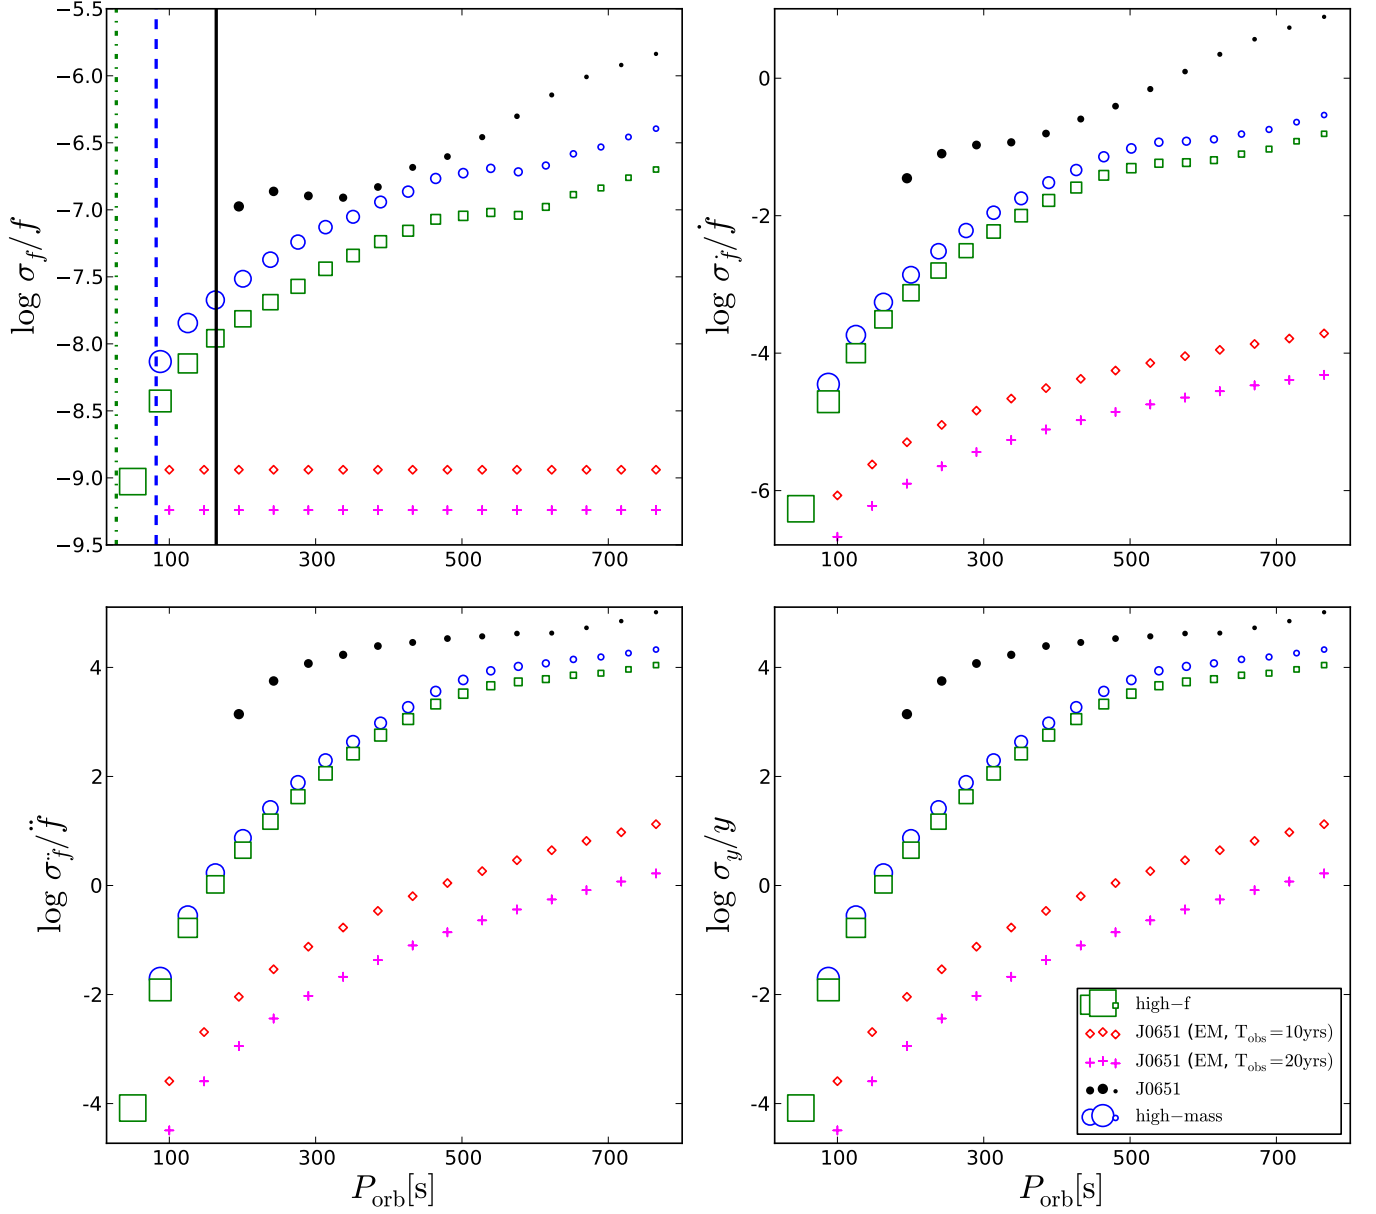 −5.5
−6.0
−6.5
−7.0
−7.5
−8.0
−8.5
−9.0
−9.5
log σ_f/f
100 300 500 700
0
-2
-4
-6
log σ_ḟ/ḟ
100 300 500 700
4
2
0
-2
-4
log σ_f̈/f̈
100 300 500 700
P_orb[s]
4
2
0
-2
-4
log σ_y/y
100 300 500 700
P_orb[s]
high−f
J0651 (EM, T_obs=10yrs)
J0651 (EM, T_obs=20yrs)
J0651
high−mass